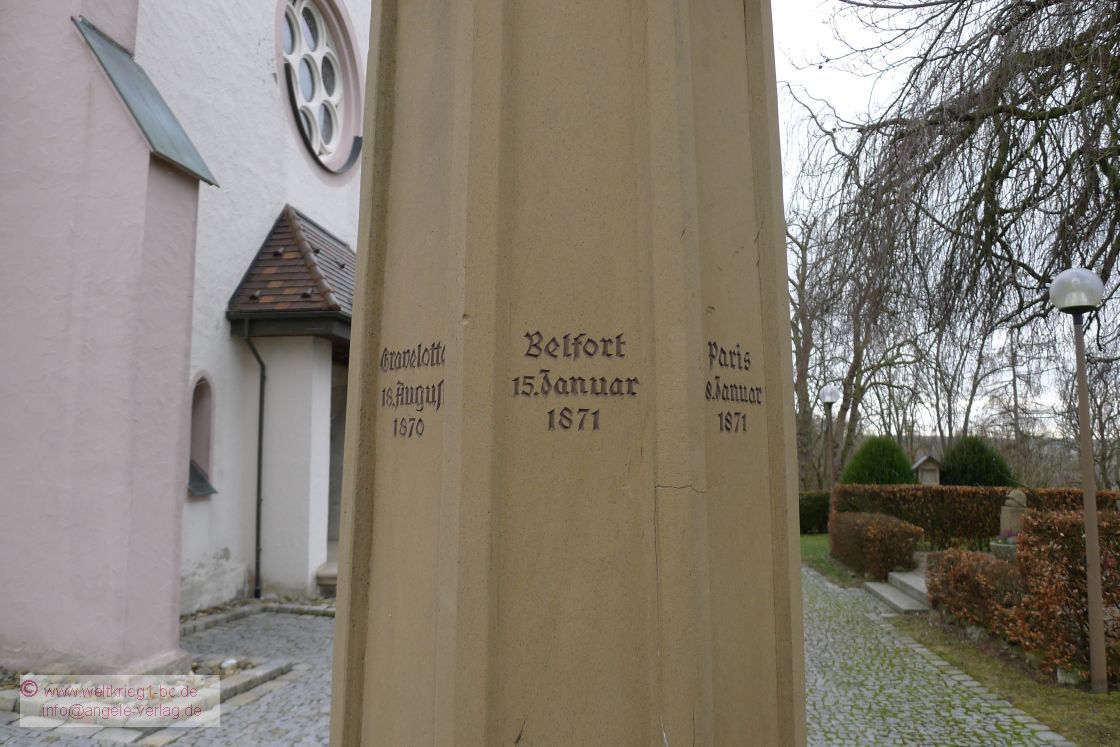 Gravelotte
18. August
1870
Belfort
15. Januar
1871
Paris
8. Januar
1871
© www.weltkrieg1-bc.de
info@angele-verlag.de